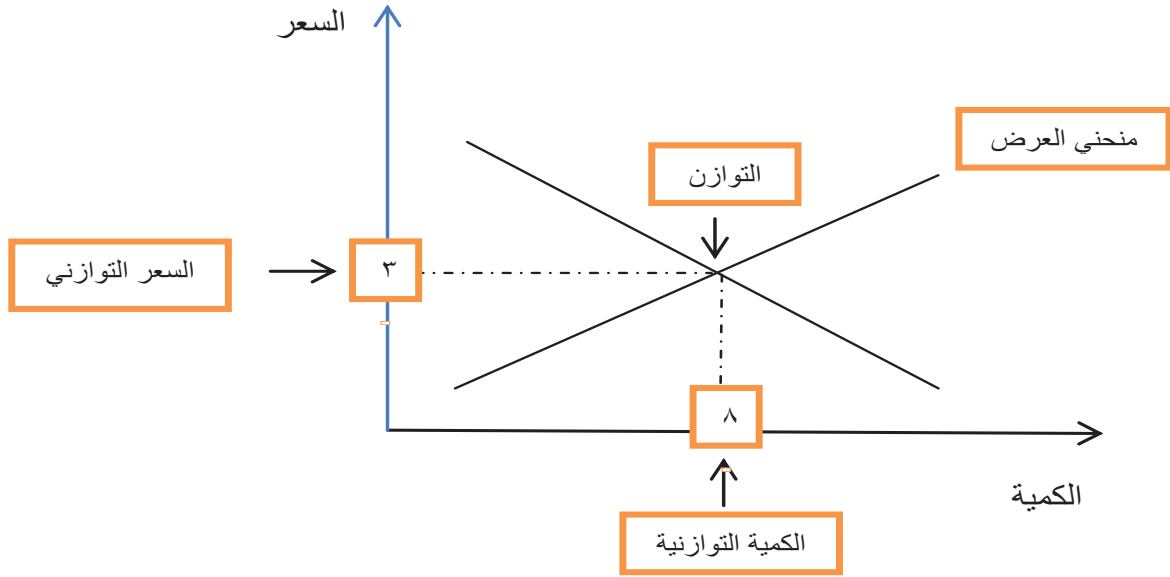 السعر
منحني العرض
التوازن
السعر التوازني
٣
٨
الكمية
الكمية التوازنية